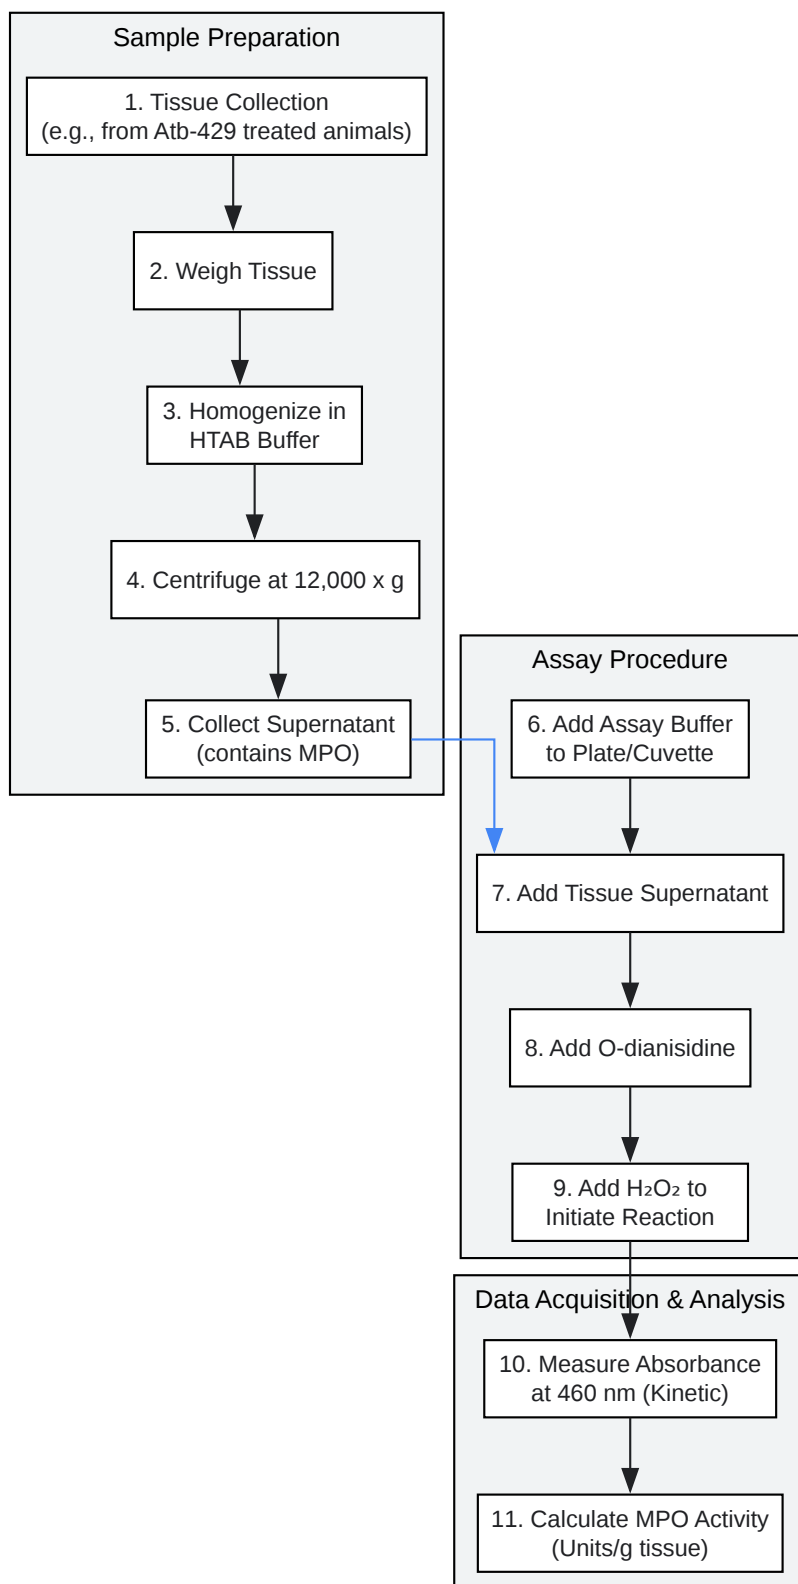 Sample Preparation
1. Tissue Collection
(e.g., from Atb-429 treated animals)
2. Weigh Tissue
3. Homogenize in
HTAB Buffer
4. Centrifuge at 12,000 x g
5. Collect Supernatant
(contains MPO)
Assay Procedure
6. Add Assay Buffer
to Plate/Cuvette
7. Add Tissue Supernatant
8. Add O-dianisidine
9. Add H₂O₂ to
Initiate Reaction
Data Acquisition & Analysis
10. Measure Absorbance
at 460 nm (Kinetic)
11. Calculate MPO Activity
(Units/g tissue)